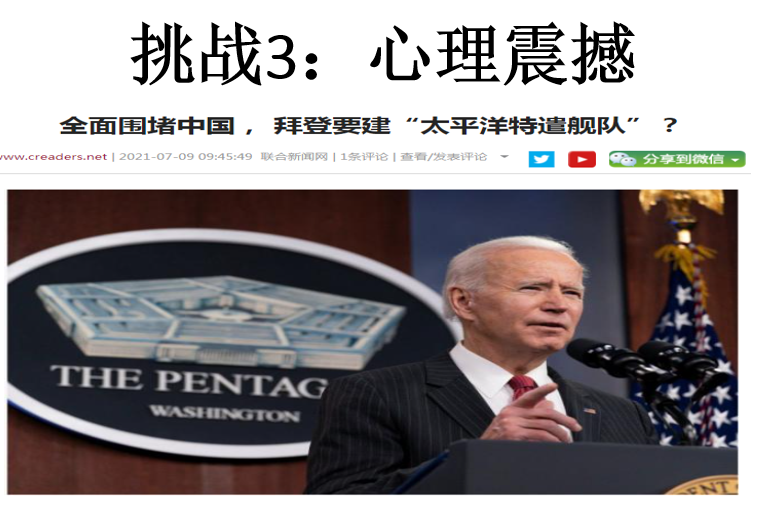 挑战3：心理震撼
全面围堵中国，拜登要建“太平洋特遣舰队”？
www.creaders.net | 2021-07-09 09:45:49 联合新闻网 | 1条评论 | 查看/发表评论 分享到微信
THE PENTAG
WASHINGTON
ENT